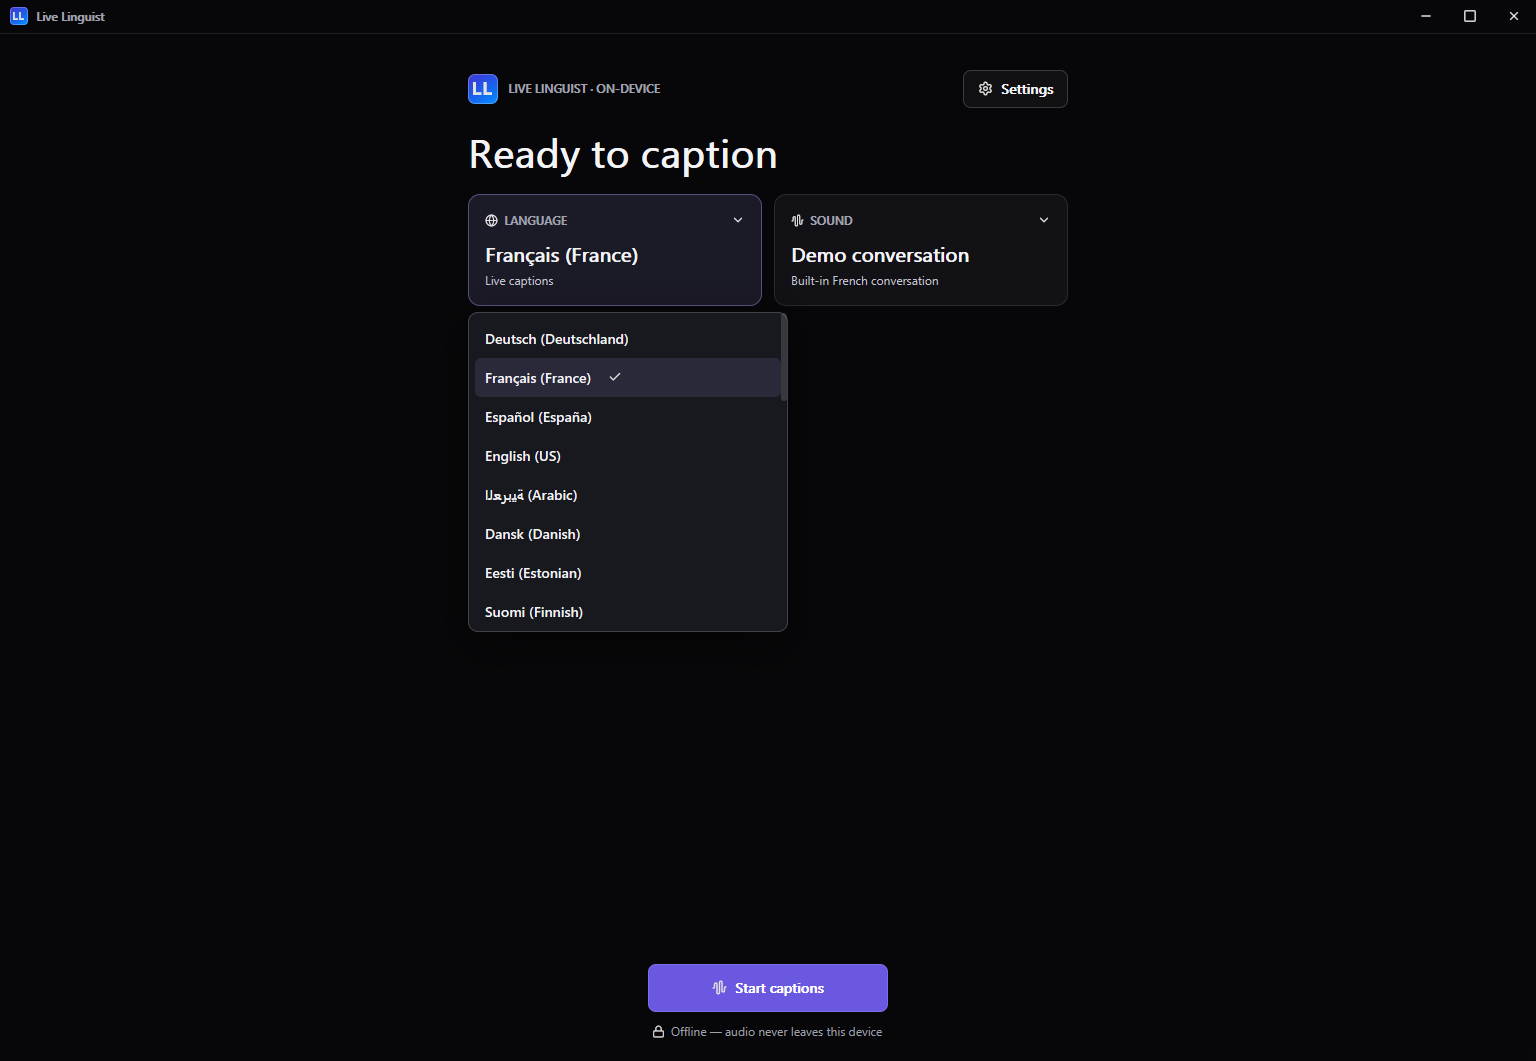 LL Live Linguist
LL LIVE LINGUIST · ON-DEVICE
Settings
Ready to caption
LANGUAGE
Français (France)
Live captions
SOUND
Demo conversation
Built-in French conversation
Deutsch (Deutschland)
Français (France)
Español (España)
English (US)
العربية (Arabic)
Dansk (Danish)
Eesti (Estonian)
Suomi (Finnish)
Start captions
Offline — audio never leaves this device